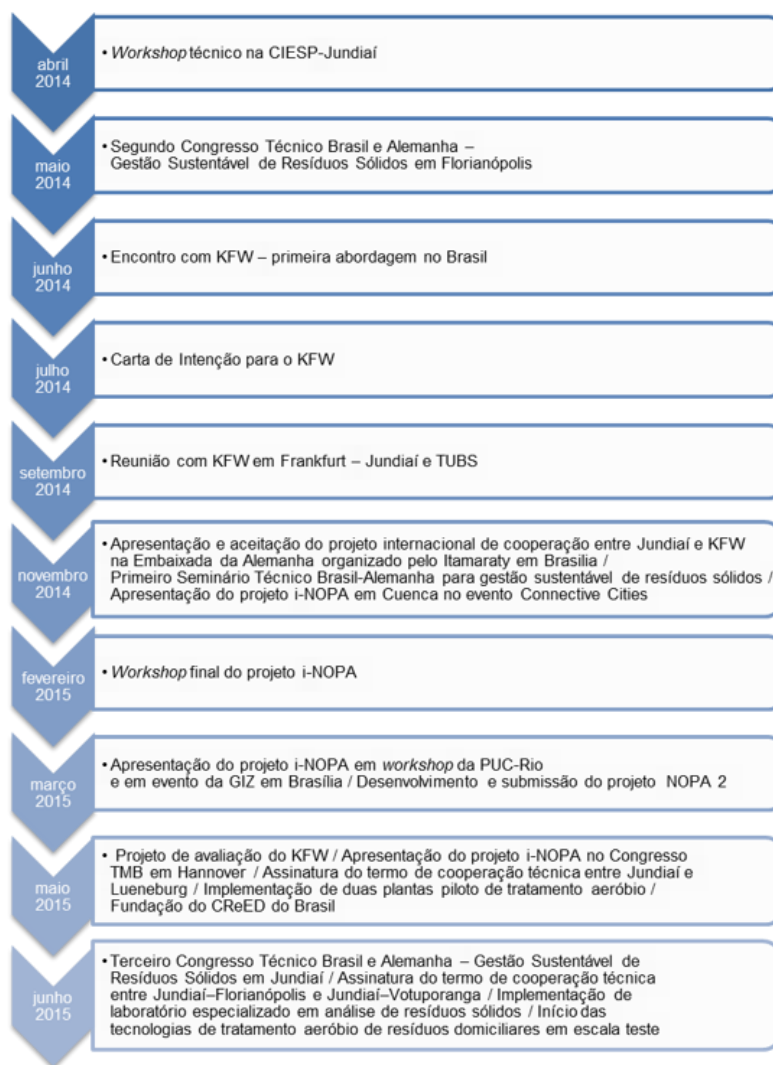 abril
2014
• Workshop técnico na CIESP-Jundiaí
maio
2014
• Segundo Congresso Técnico Brasil e Alemanha –
Gestão Sustentável de Resíduos Sólidos em Florianópolis
junho
2014
• Encontro com KFW – primeira abordagem no Brasil
julho
2014
• Carta de Intenção para o KFW
setembro
2014
• Reunião com KFW em Frankfurt – Jundiaí e TUBS
novembro
2014
• Apresentação e aceitação do projeto internacional de cooperação entre Jundiaí e KFW
na Embaixada da Alemanha organizado pelo Itamaraty em Brasilia /
Primeiro Seminário Técnico Brasil-Alemanha para gestão sustentável de resíduos sólidos /
Apresentação do projeto i-NOPA em Cuenca no evento Connective Cities
fevereiro
2015
• Workshop final do projeto i-NOPA
março
2015
• Apresentação do projeto i-NOPA em workshop da PUC-Rio
e em evento da GIZ em Brasília / Desenvolvimento e submissão do projeto NOPA 2
maio
2015
• Projeto de avaliação do KFW / Apresentação do projeto i-NOPA no Congresso
TMB em Hannover / Assinatura do termo de cooperação técnica entre Jundiaí e
Lueneburg / Implementação de duas plantas piloto de tratamento aeróbio /
Fundação do CReED do Brasil
junho
2015
• Terceiro Congresso Técnico Brasil e Alemanha – Gestão Sustentável de
Resíduos Sólidos em Jundiaí / Assinatura do termo de cooperação técnica
entre Jundiaí–Florianópolis e Jundiaí–Votuporanga / Implementação de
laboratório especializado em análise de resíduos sólidos / Início das
tecnologias de tratamento aeróbio de resíduos domiciliares em escala teste